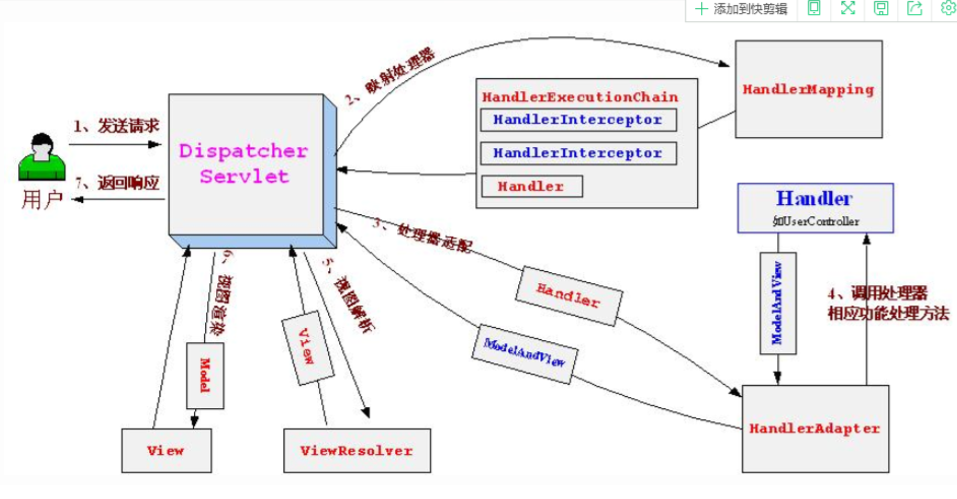 添加到快剪辑
2、映射处理器
HandlerMapping
HandlerExecutionChain
HandlerInterceptor
HandlerInterceptor
Handler
1、发送请求
Dispatcher
Servlet
7、返回响应
用户
Handler
如UserController
3、处理器适配
Handler
ModelAndView
ModelAndView
4、调用处理器
相应功能处理方法
6、视图渲染
5、视图解析
View
Model
View
ViewResolver
HandlerAdapter